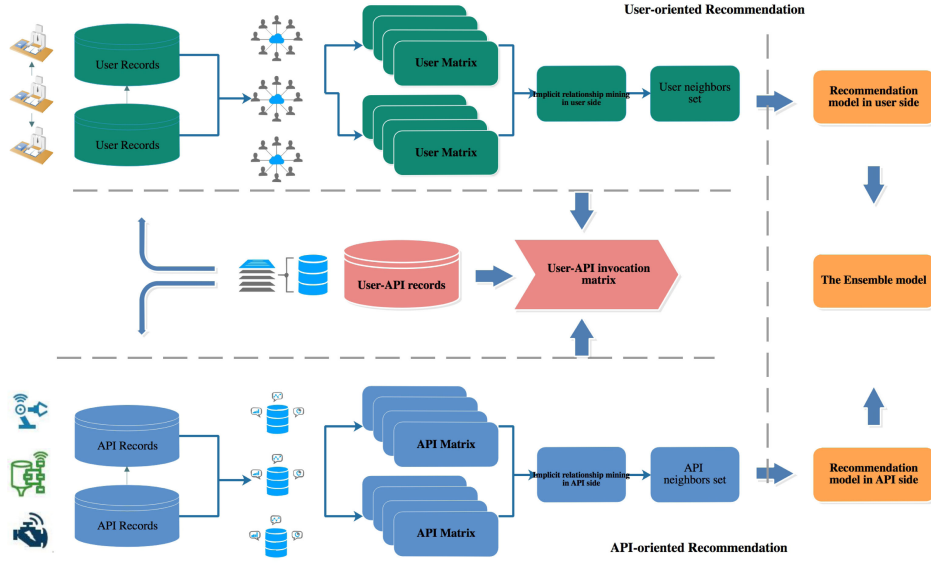 User-oriented Recommendation
User Records
User Records
User Matrix
User Matrix
Implicit relationship mining
in user side
User neighbors
set
Recommendation
model in user side
User-API records
User-API invocation
matrix
The Ensemble model
API Records
API Records
API Matrix
API Matrix
Implicit relationship mining
in API side
API
neighbors set
Recommendation
model in API side
API-oriented Recommendation